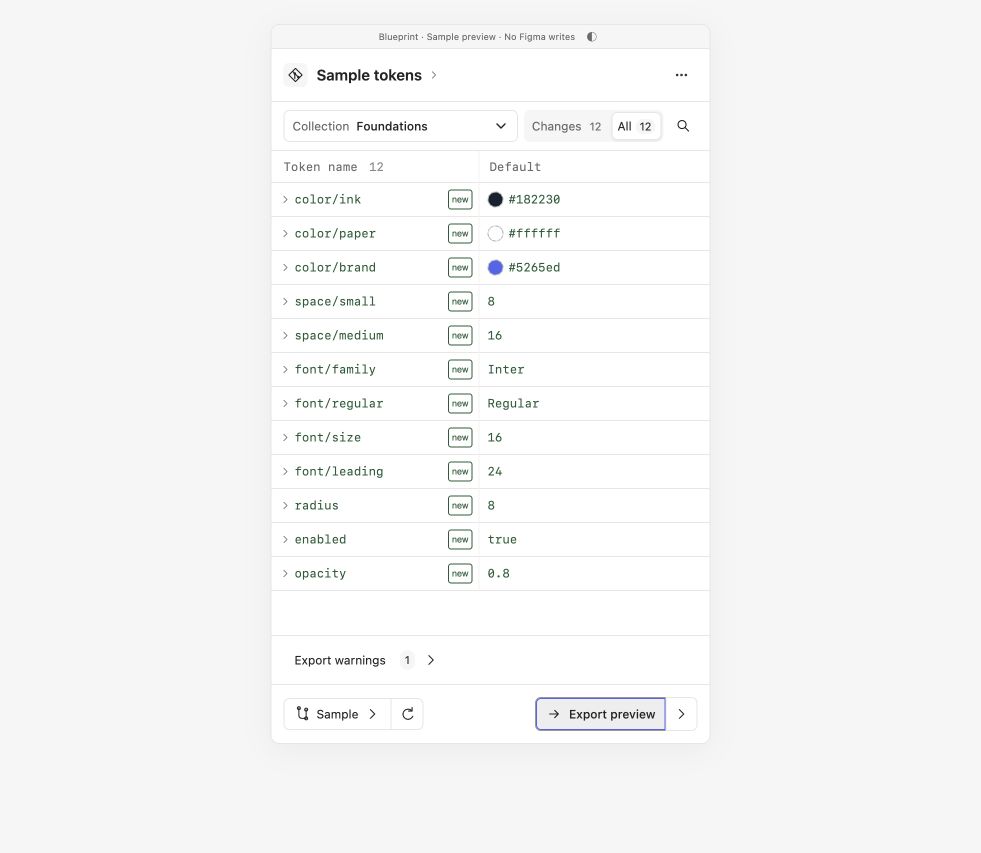 Blueprint · Sample preview · No Figma writes
Sample tokens
Collection Foundations Changes 12 All 12
Token name 12 Default
color/ink new #182230
color/paper new #ffffff
color/brand new #5265ed
space/small new 8
space/medium new 16
font/family new Inter
font/regular new Regular
font/size new 16
font/leading new 24
radius new 8
enabled new true
opacity new 0.8
Export warnings 1
Sample Export preview